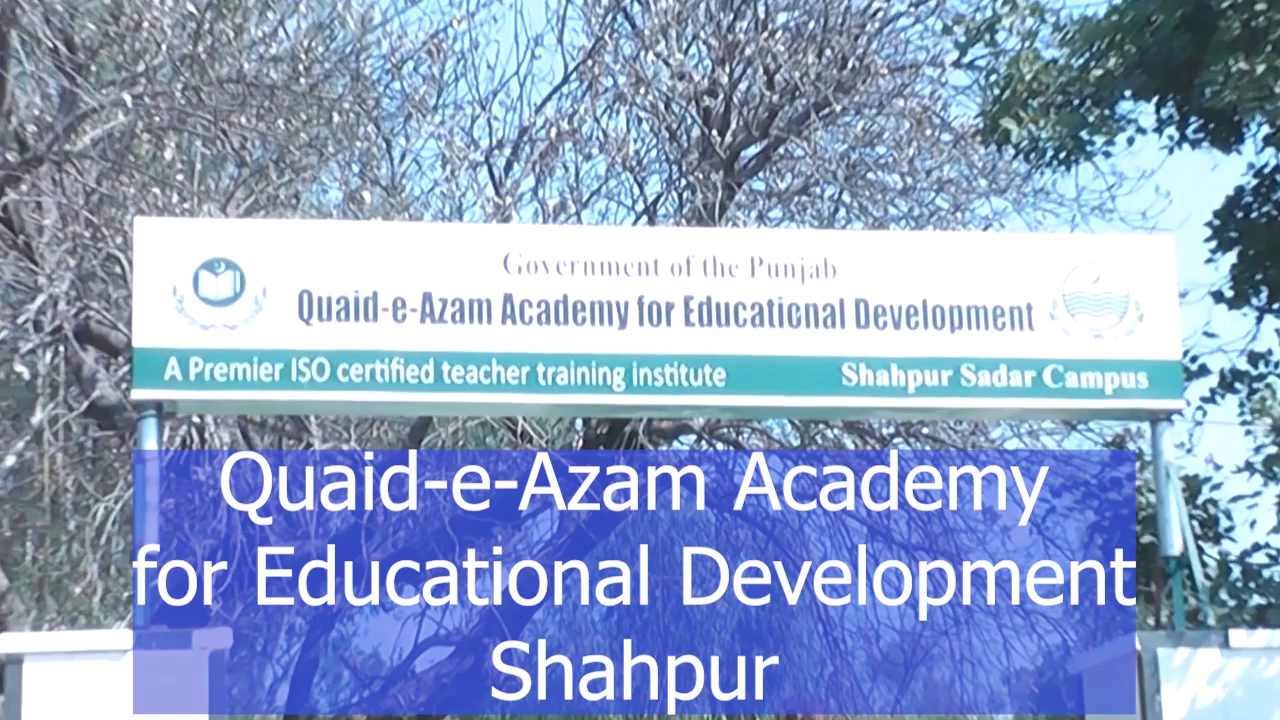 Government of the Punjab
Quaid-e-Azam Academy for Educational Development
A Premier ISO certified teacher training institute Shahpur Sadar Campus
Quaid-e-Azam Academy
for Educational Development
Shahpur